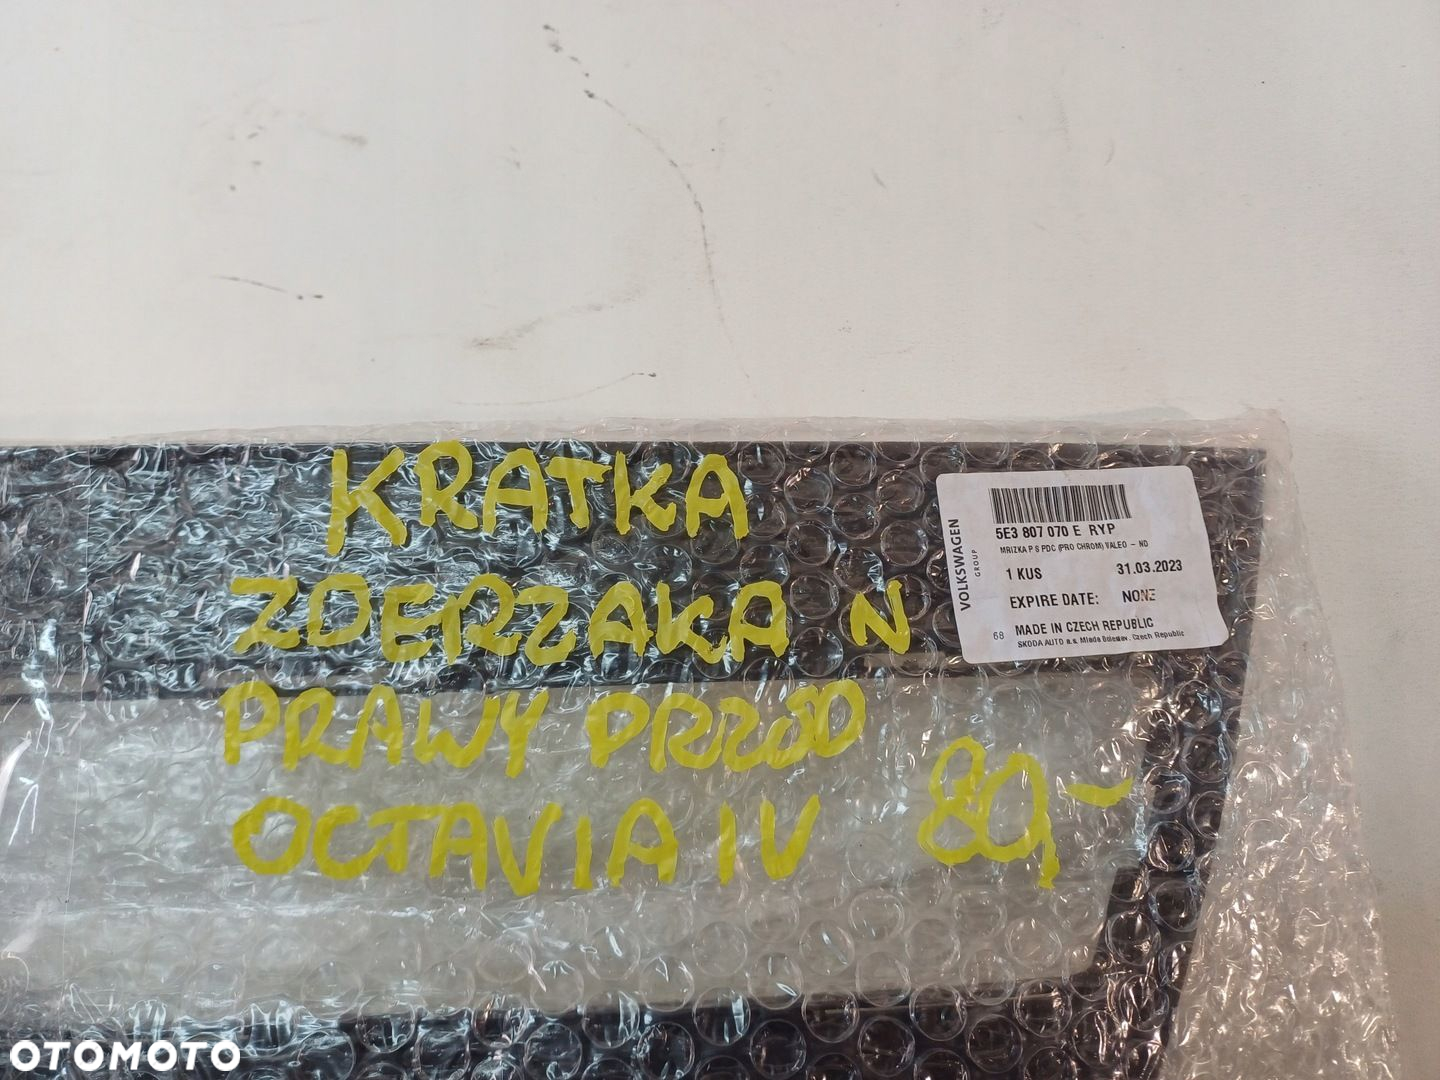 KRATKA
ZDERZAKA N
PRAWY PRZÓD
OCTAVIA IV 80,-
VOLKSWAGEN
GROUP
5E3 807 070 E RYP
MRIZKA P S PDC (PRO CHROM) VALEO - ND
1 KUS 31.03.2023
EXPIRE DATE: NONE
68 MADE IN CZECH REPUBLIC
SKODA AUTO a.s. Mlada Boleslav, Czech Republic
OTOMOTO